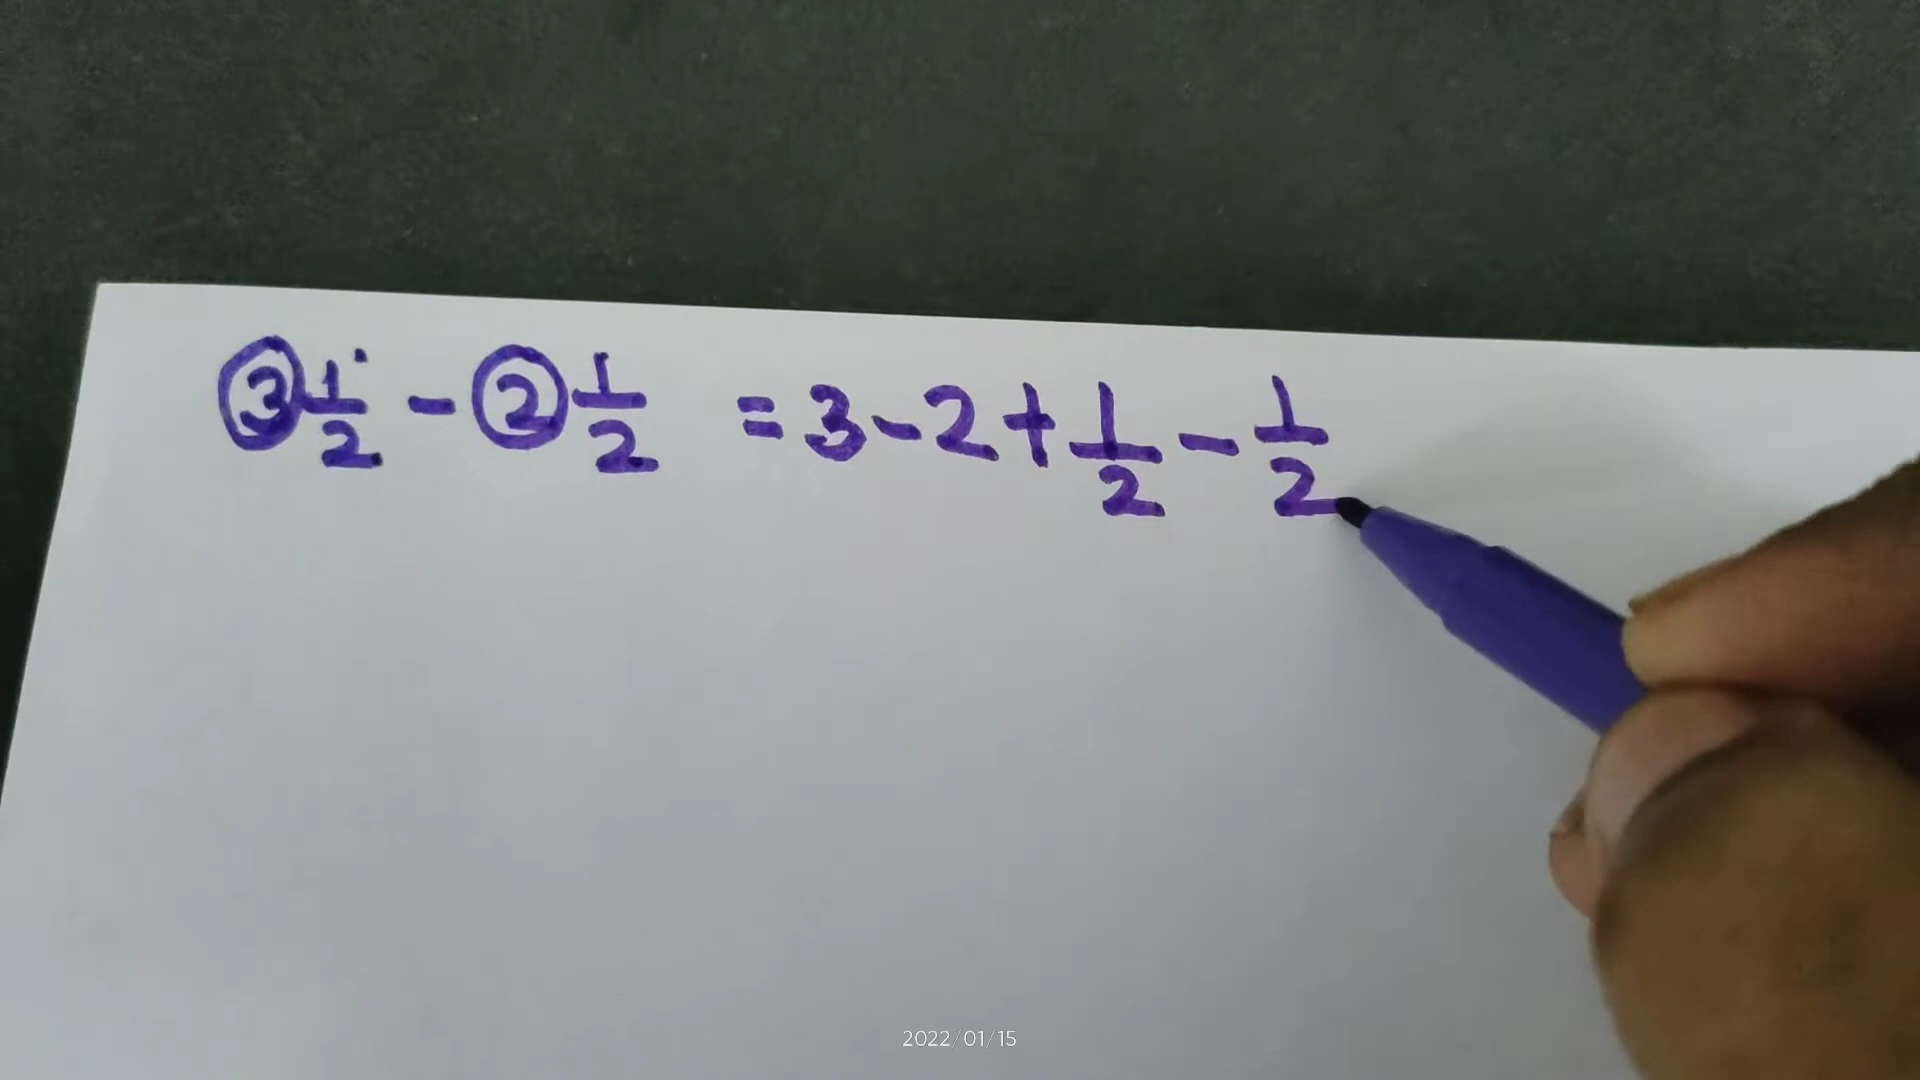 3 1/2 - 2 1/2 = 3 - 2 + 1/2 - 1/2
2022/01/15